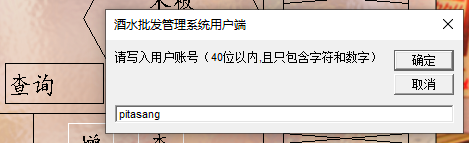 酒水批发管理系统用户端
请写入用户账号（40位以内,且只包含字符和数字）
确定
取消
查询
pitasang